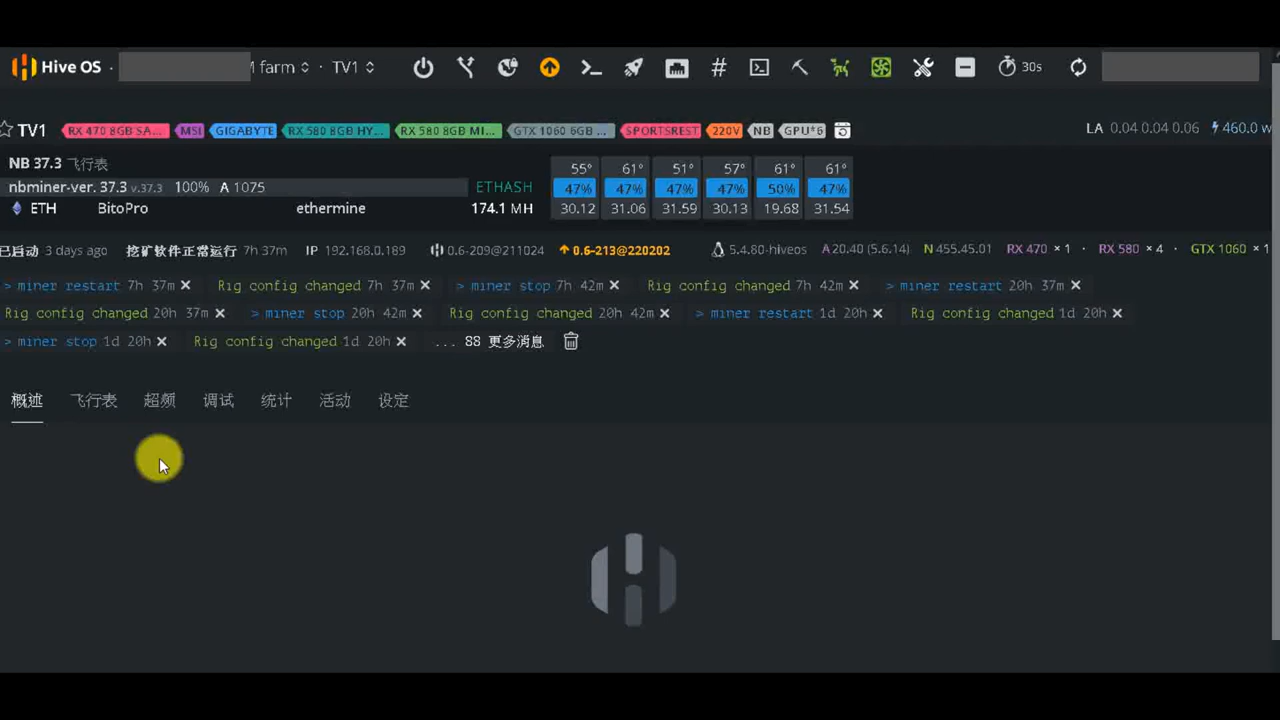 Hive OS farm TV1 30s
TV1 RX 470 8GB SA... MSI GIGABYTE RX 580 8GB HY... RX 580 8GB MI... GTX 1060 6GB ... SPORTSREST 220V NB GPU*6 LA 0.04 0.04 0.06 460.0 w
NB 37.3 飞行表 55° 61° 51° 57° 61° 61°
nbminer-ver. 37.3 v.37.3 100% A 1075 ETHASH 47% 47% 47% 47% 50% 47%
ETH BitoPro ethermine 174.1 MH 30.12 31.06 31.59 30.13 19.68 31.54
已启动 3 days ago 挖矿软件正常运行 7h 37m IP 192.168.0.189 0.6-209@211024 0.6-213@220202 5.4.80-hiveos A 20.40 (5.6.14) N 455.45.01 RX 470 × 1 · RX 580 × 4 · GTX 1060 × 1
> miner restart 7h 37m × Rig config changed 7h 37m × > miner stop 7h 42m × Rig config changed 7h 42m × > miner restart 20h 37m ×
Rig config changed 20h 37m × > miner stop 20h 42m × Rig config changed 20h 42m × > miner restart 1d 20h × Rig config changed 1d 20h ×
> miner stop 1d 20h × Rig config changed 1d 20h × ... 88 更多消息
概述 飞行表 超频 调试 统计 活动 设定